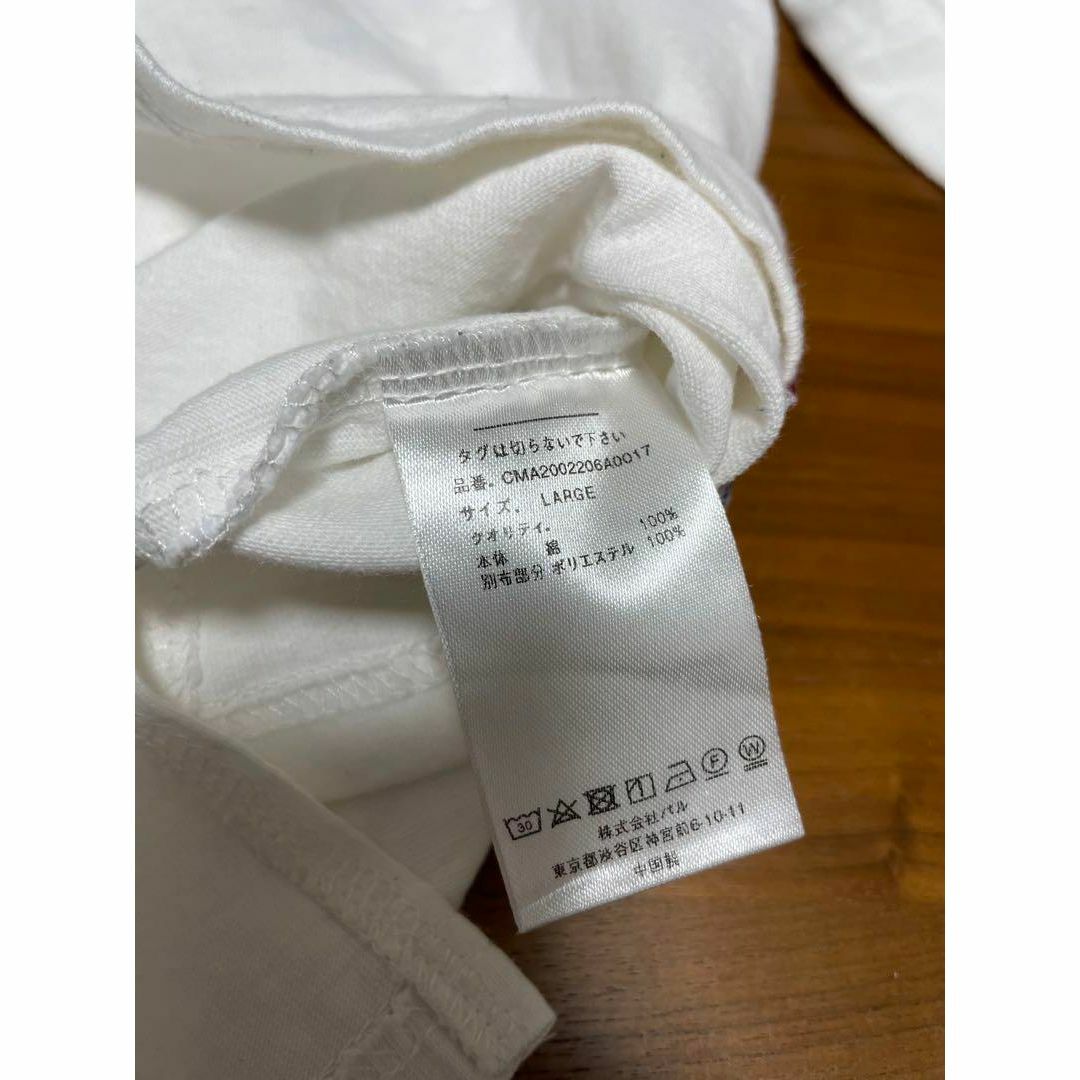 タグは切らないで下さい
品番. CMA2002206A0017
サイズ. LARGE
クオリティ.
本体 綿 100%
別布部分 ポリエステル 100%
30 F W
株式会社パル
東京都渋谷区神宮前6-10-11
中国製